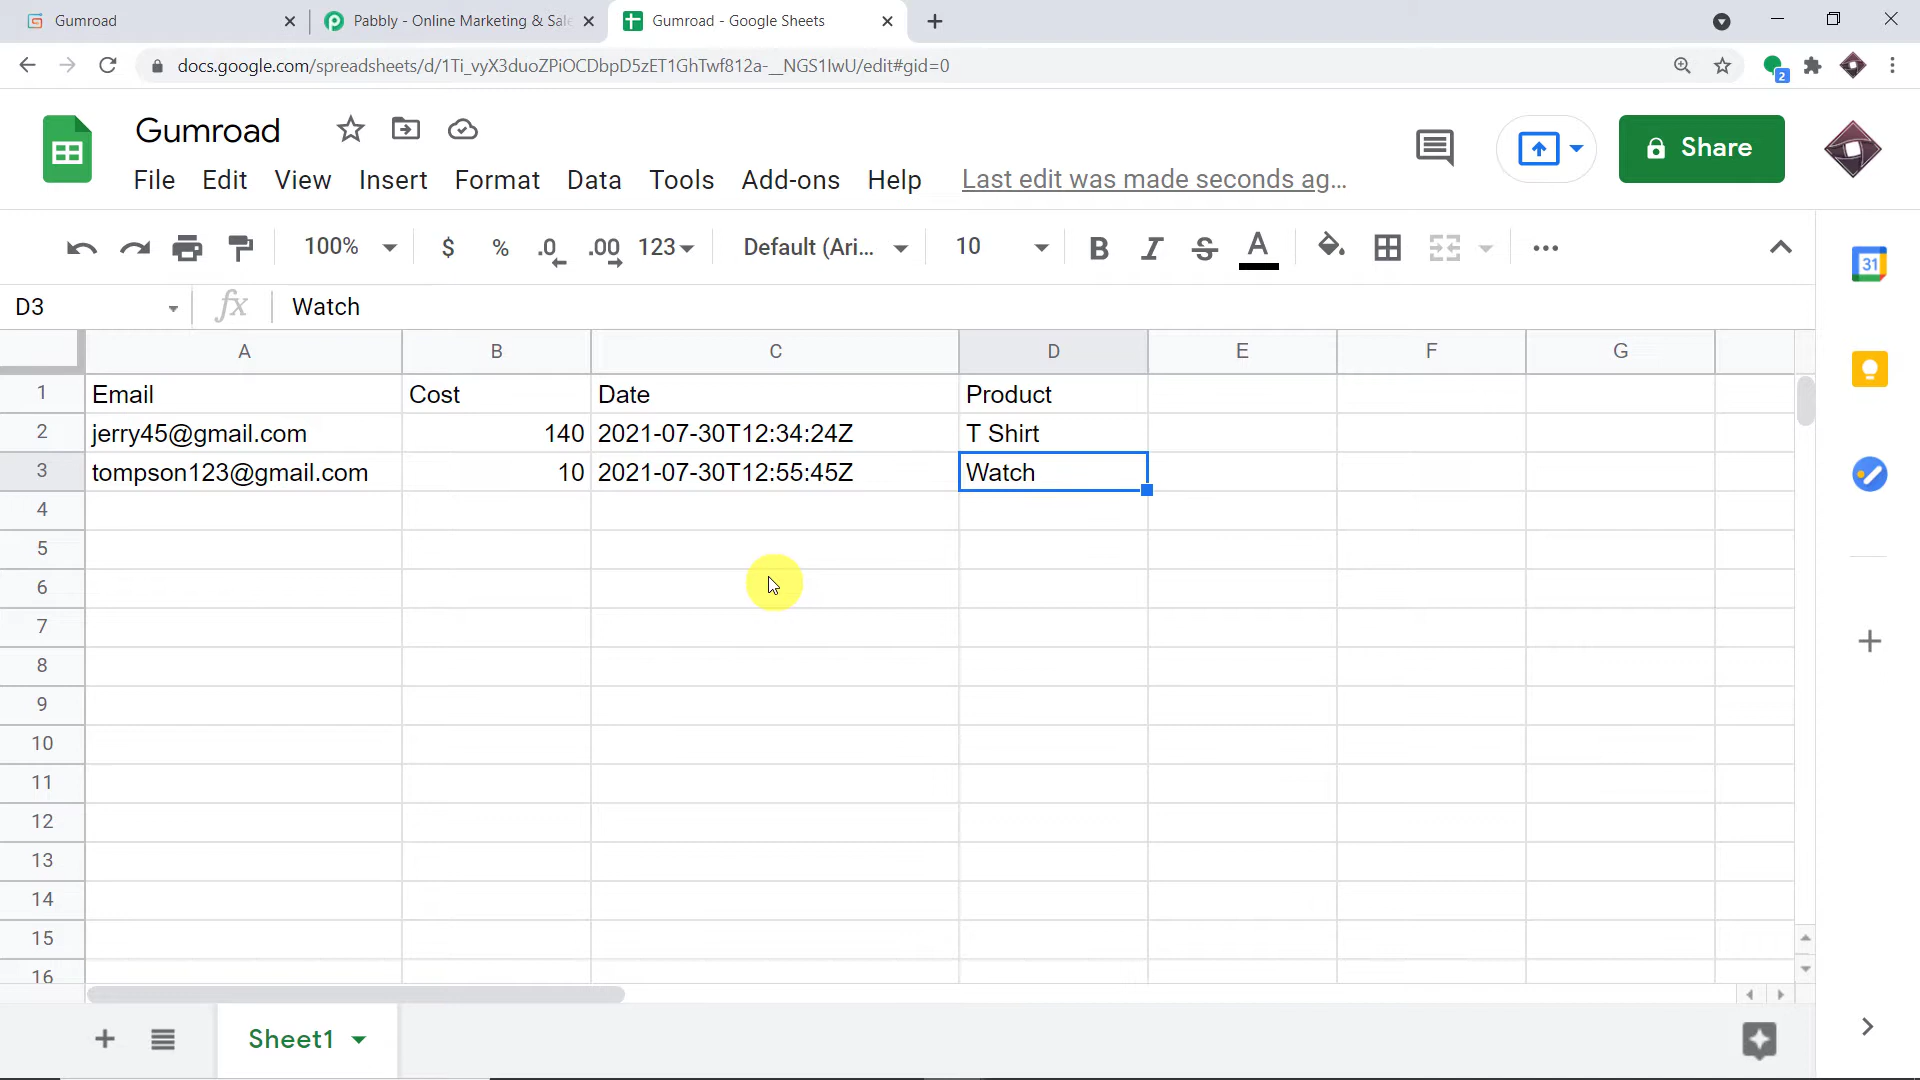 Gumroad
Pabbly - Online Marketing & Sale
Gumroad - Google Sheets
docs.google.com/spreadsheets/d/1Ti_vyX3duoZPiOCDbpD5zET1GhTwf812a-__NGS1IwU/edit#gid=0
2
Gumroad
File Edit View Insert Format Data Tools Add-ons Help Last edit was made seconds ag...
Share
100% $ % .0 .00 123 Default (Ari... 10 B I S A
31
D3 fx Watch
A B C D E F G
1 Email Cost Date Product
2 jerry45@gmail.com 140 2021-07-30T12:34:24Z T Shirt
3 tompson123@gmail.com 10 2021-07-30T12:55:45Z Watch
4
5
6
7
8
9
10
11
12
13
14
15
16
Sheet1